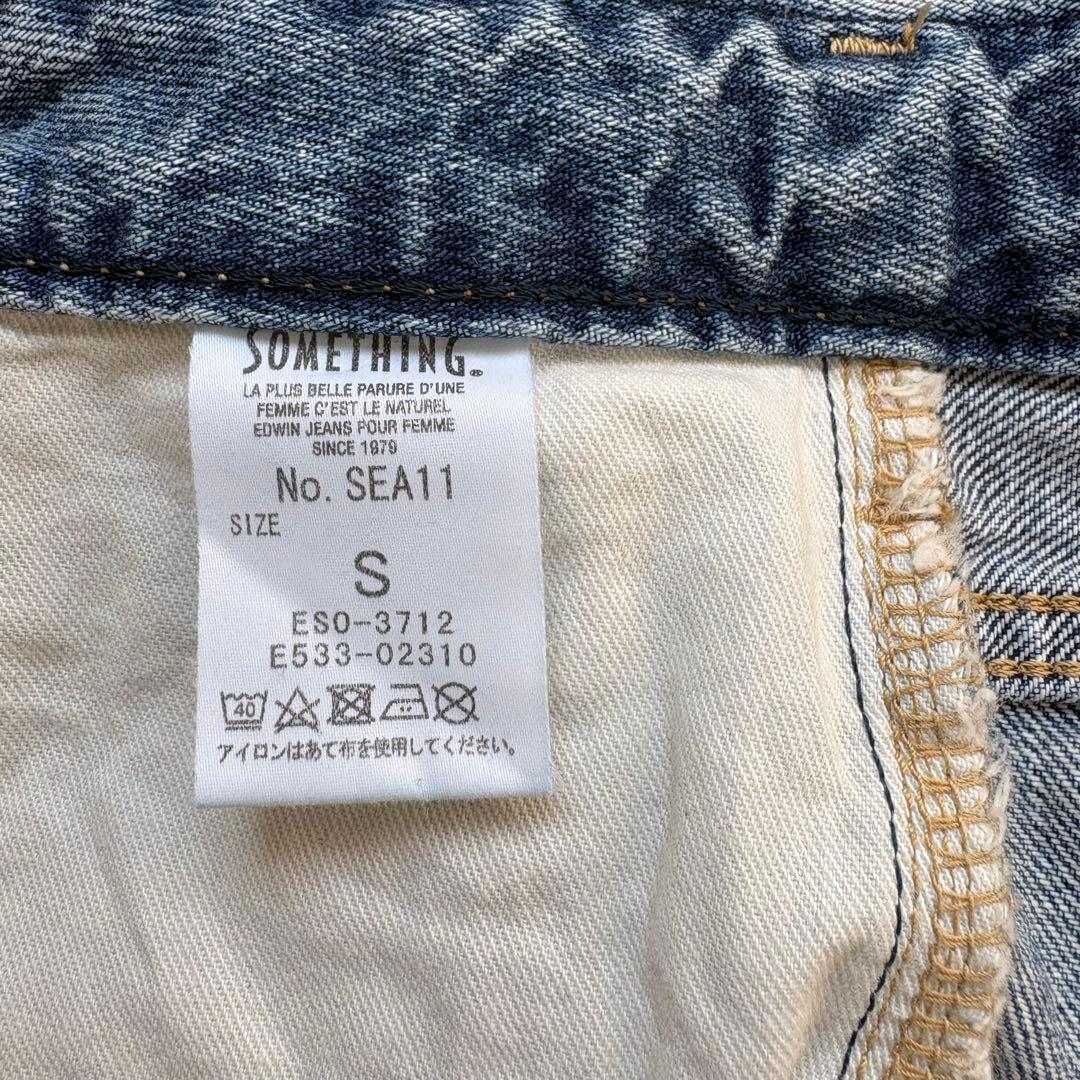 SOMETHING®
LA PLUS BELLE PARURE D'UNE
FEMME C'EST LE NATUREL
EDWIN JEANS POUR FEMME
SINCE 1979
No. SEA11
SIZE
S
ESO-3712
E533-02310
40
アイロンはあて布を使用してください。